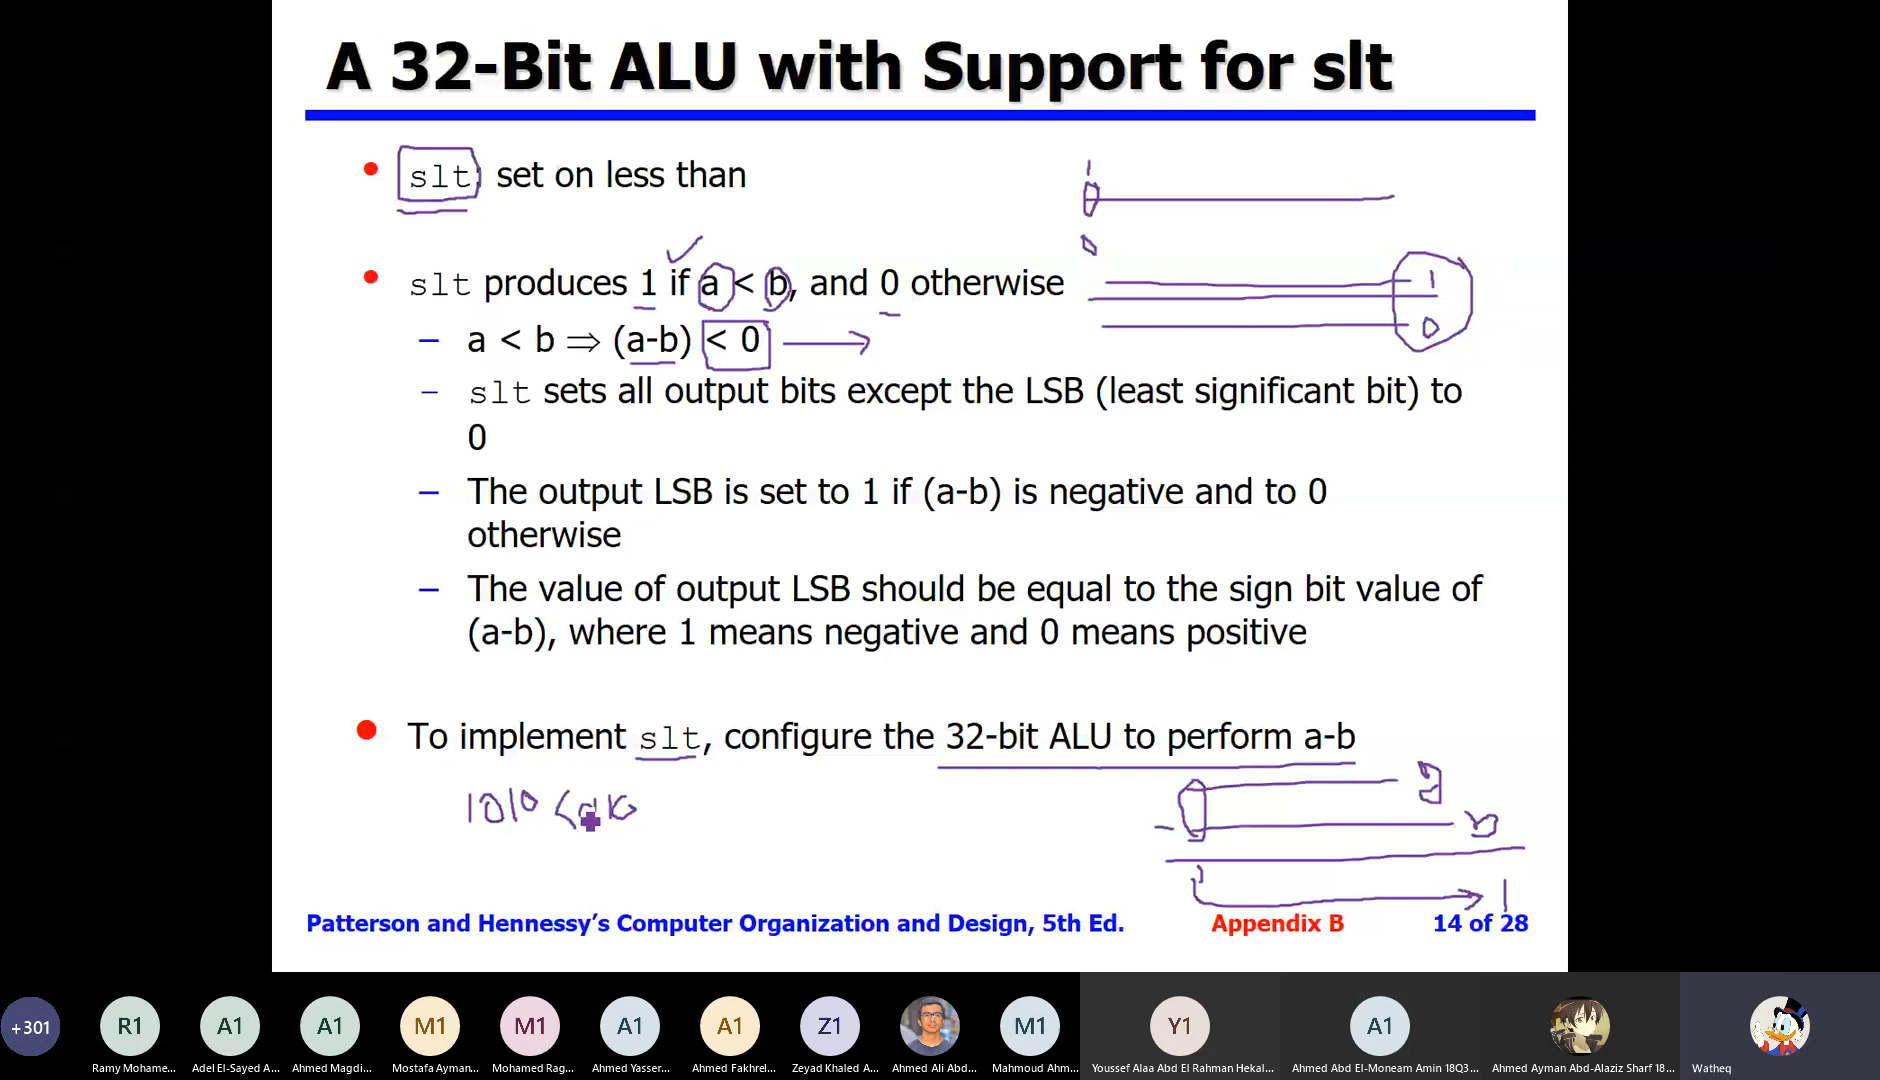 A 32-Bit ALU with Support for slt
• slt, set on less than
• slt produces 1 if a < b, and 0 otherwise
– a < b ⇒ (a-b) < 0
– slt sets all output bits except the LSB (least significant bit) to
0
– The output LSB is set to 1 if (a-b) is negative and to 0
otherwise
– The value of output LSB should be equal to the sign bit value of
(a-b), where 1 means negative and 0 means positive
• To implement slt, configure the 32-bit ALU to perform a-b
1
0
1
0
1010
1
Patterson and Hennessy's Computer Organization and Design, 5th Ed. Appendix B 14 of 28
+301 R1 A1 A1 M1 M1 A1 A1 Z1 M1 Y1 A1
Ramy Mohame... Adel El-Sayed A... Ahmed Magdi... Mostafa Ayman... Mohamed Rag... Ahmed Yasser... Ahmed Fakhrel... Zeyad Khaled A... Ahmed Ali Abd... Mahmoud Ahm... Youssef Alaa Abd El Rahman Hekal... Ahmed Abd El-Moneam Amin 18Q3... Ahmed Ayman Abd-Alaziz Sharf 18... Watheq